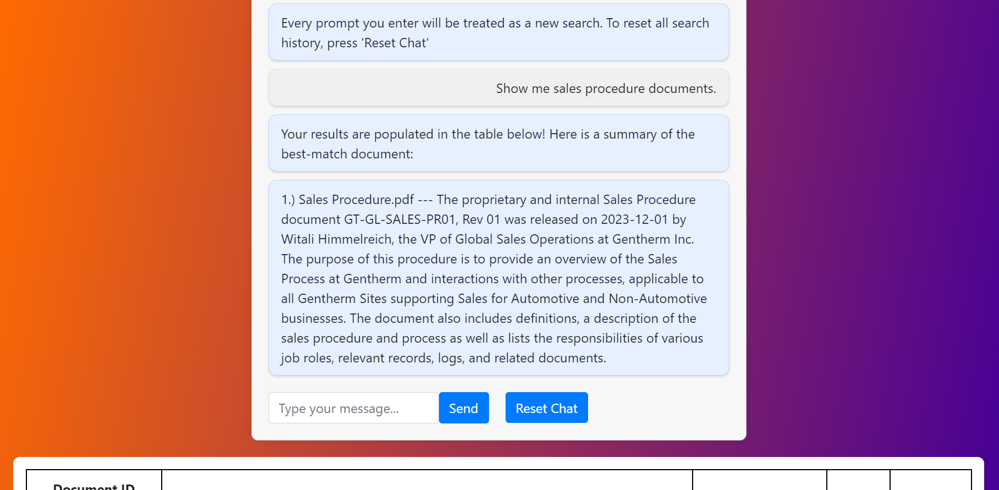 Every prompt you enter will be treated as a new search. To reset all search
history, press 'Reset Chat'
Show me sales procedure documents.
Your results are populated in the table below! Here is a summary of the
best-match document:
1.) Sales Procedure.pdf --- The proprietary and internal Sales Procedure
document GT-GL-SALES-PR01, Rev 01 was released on 2023-12-01 by
Witali Himmelreich, the VP of Global Sales Operations at Gentherm Inc.
The purpose of this procedure is to provide an overview of the Sales
Process at Gentherm and interactions with other processes, applicable to
all Gentherm Sites supporting Sales for Automotive and Non-Automotive
businesses. The document also includes definitions, a description of the
sales procedure and process as well as lists the responsibilities of various
job roles, relevant records, logs, and related documents.
Type your message...
Send
Reset Chat
Document ID